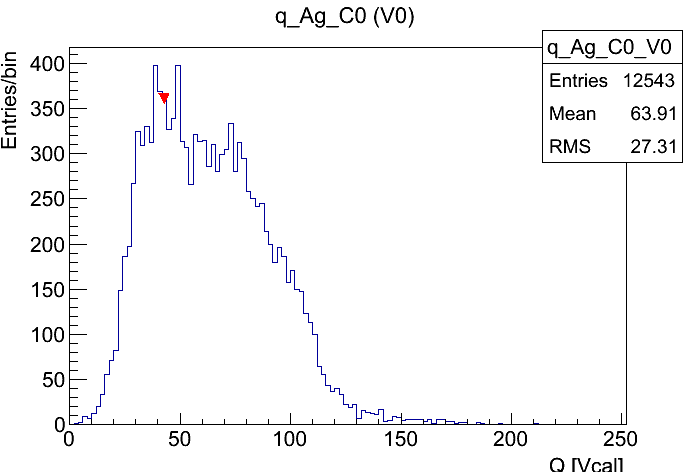 q_Ag_C0 (V0)
q_Ag_C0_V0
Entries 12543
Mean 63.91
RMS 27.31
Entries/bin
400
350
300
250
200
150
100
50
0
0 50 100 150 200 250
Q [Vcal]